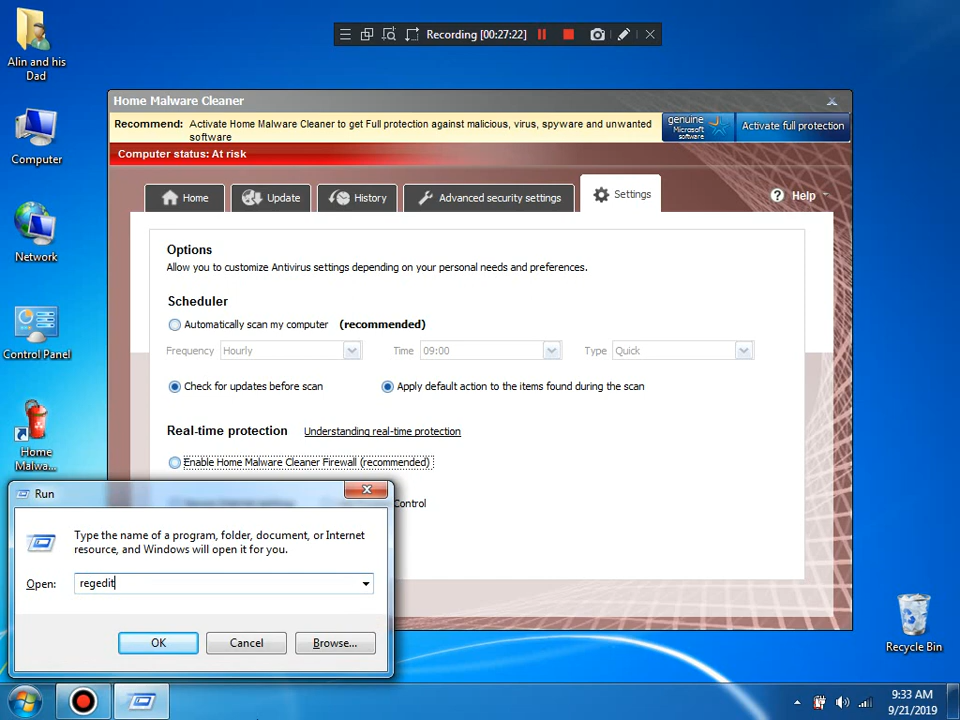 Alin and his
Dad
Computer
Network
Control Panel
Home
Malwa...
Recording [00:27:22]
Home Malware Cleaner
Recommend: Activate Home Malware Cleaner to get Full protection against malicious, virus, spyware and unwanted
software
genuine
Microsoft
software
Activate full protection
Computer status: At risk
Home
Update
History
Advanced security settings
Settings
Help
Options
Allow you to customize Antivirus settings depending on your personal needs and preferences.
Scheduler
Automatically scan my computer (recommended)
Frequency Hourly Time 09:00 Type Quick
Check for updates before scan Apply default action to the items found during the scan
Real-time protection Understanding real-time protection
Enable Home Malware Cleaner Firewall (recommended)
Control
Run
Type the name of a program, folder, document, or Internet
resource, and Windows will open it for you.
Open: regedit
OK Cancel Browse...
Recycle Bin
9:33 AM
9/21/2019